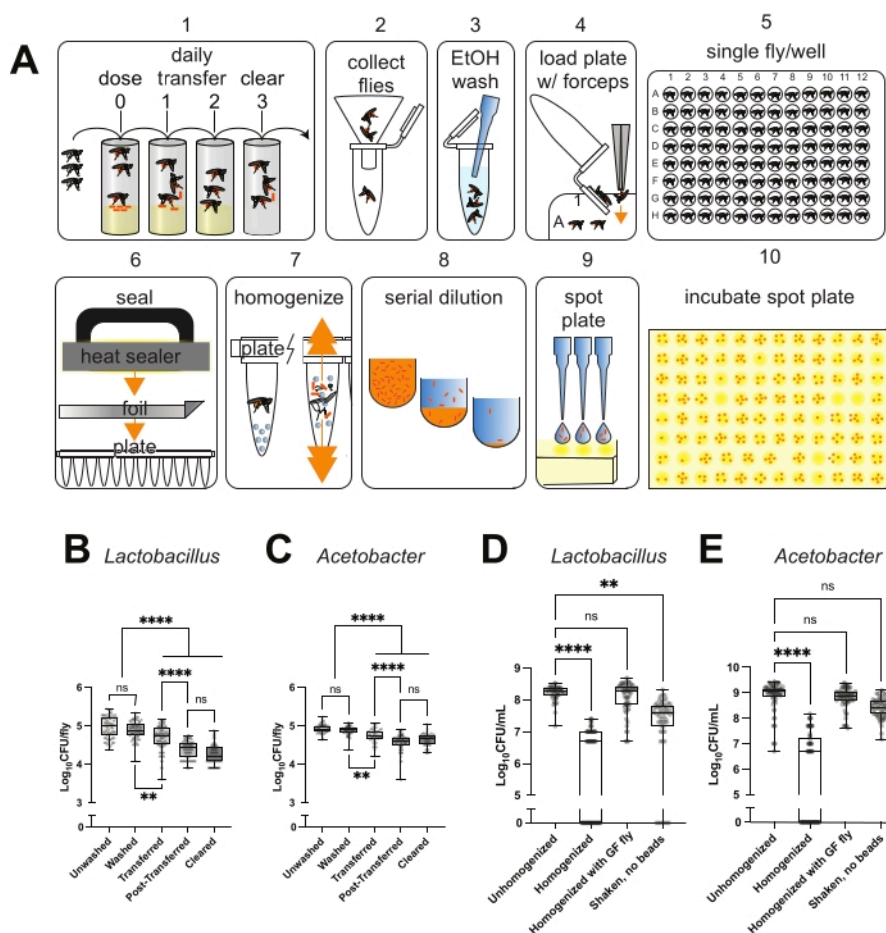 A
1
daily
dose transfer clear
0 1 2 3
2
collect
flies
3
EtOH
wash
4
load plate
w/ forceps
1
A
5
single fly/well
1 2 3 4 5 6 7 8 9 10 11 12
A
B
C
D
E
F
G
H
6
seal
heat sealer
foil
plate
7
homogenize
plate
8
serial dilution
9
spot
plate
10
incubate spot plate
B
Lactobacillus
****
****
ns
ns
**
Log10CFU/fly
6
5
4
3
0
Unwashed
Washed
Transferred
Post-Transferred
Cleared
C
Acetobacter
****
****
ns
ns
**
Log10CFU/fly
6
5
4
3
0
Unwashed
Washed
Transferred
Post-Transferred
Cleared
D
Lactobacillus
**
ns
****
Log10CFU/mL
9
8
7
6
5
0
Unhomogenized
Homogenized
Homogenized with GF fly
Shaken, no beads
E
Acetobacter
ns
ns
****
Log10CFU/mL
10
9
8
7
6
5
0
Unhomogenized
Homogenized
Homogenized with GF fly
Shaken, no beads